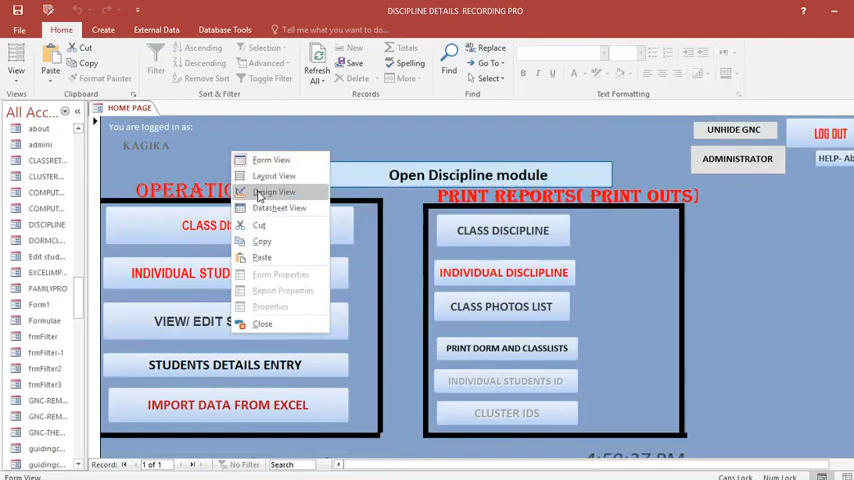 DISCIPLINE DETAILS RECORDING PRO
File Home Create External Data Database Tools Tell me what you want to do...
View
Paste
Cut
Copy
Format Painter
Clipboard
Filter
Ascending
Descending
Remove Sort
Selection
Advanced
Toggle Filter
Sort & Filter
Refresh
All
New
Save
Delete
Totals
Spelling
Records
Find
Replace
Go To
Select
Find
Text Formatting
All Acc...
about
admini
CLASSRET...
COMPUT...
COMPUT...
DISCIPLINE
DORMCL...
Edit
EXCELIMP...
FAMILYPRO
Form1
Formulae
frmFilter
frmFilter-1
frmFilter2
frmFilter3
GNC-REM...
GNC-REM...
GNC-THE...
guidingc...
guidingc...
HOME PAGE
You are logged in as:
KAGIKA
UNHIDE GNC
LOG OUT
ADMINISTRATOR
HELP- Ab
Open Discipline module
OPERATIO
PRINT REPORTS( PRINT OUTS)
CLASS DI
INDIVIDUAL STUD
VIEW/ EDIT S
STUDENTS DETAILS ENTRY
IMPORT DATA FROM EXCEL
Form View
Layout View
Design View
Datasheet View
Cut
Copy
Paste
Form Properties
Report Properties
Properties
Close
CLASS DISCIPLINE
INDIVIDUAL DISCIPLINE
CLASS PHOTOS LIST
PRINT DORM AND CLASSLISTS
INDIVIDUAL STUDENTS ID
CLUSTER IDS
4:59:37 PM
Record: 1 of 1 No Filter Search
Form View
Caps Lock Num Lock